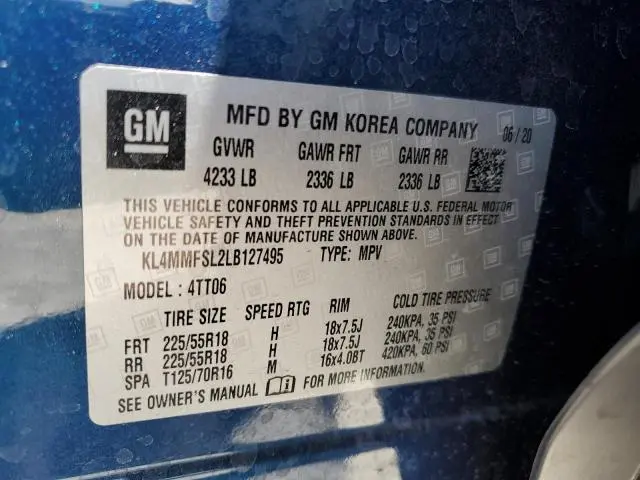 GM
MFD BY GM KOREA COMPANY 06/20
GVWR GAWR FRT GAWR RR
4233 LB 2336 LB 2336 LB
THIS VEHICLE CONFORMS TO ALL APPLICABLE U.S. FEDERAL MOTOR
VEHICLE SAFETY AND THEFT PREVENTION STANDARDS IN EFFECT
ON THE DATE OF MANUFACTURE SHOWN ABOVE.
KL4MMFSL2LB127495 TYPE: MPV
MODEL: 4TT06
TIRE SIZE SPEED RTG RIM COLD TIRE PRESSURE
FRT 225/55R18 H 18x7.5J 240KPA, 35 PSI
RR 225/55R18 H 18x7.5J 240KPA, 35 PSI
SPA T125/70R16 M 16x4.0BT 420KPA, 60 PSI
SEE OWNER'S MANUAL FOR MORE INFORMATION.